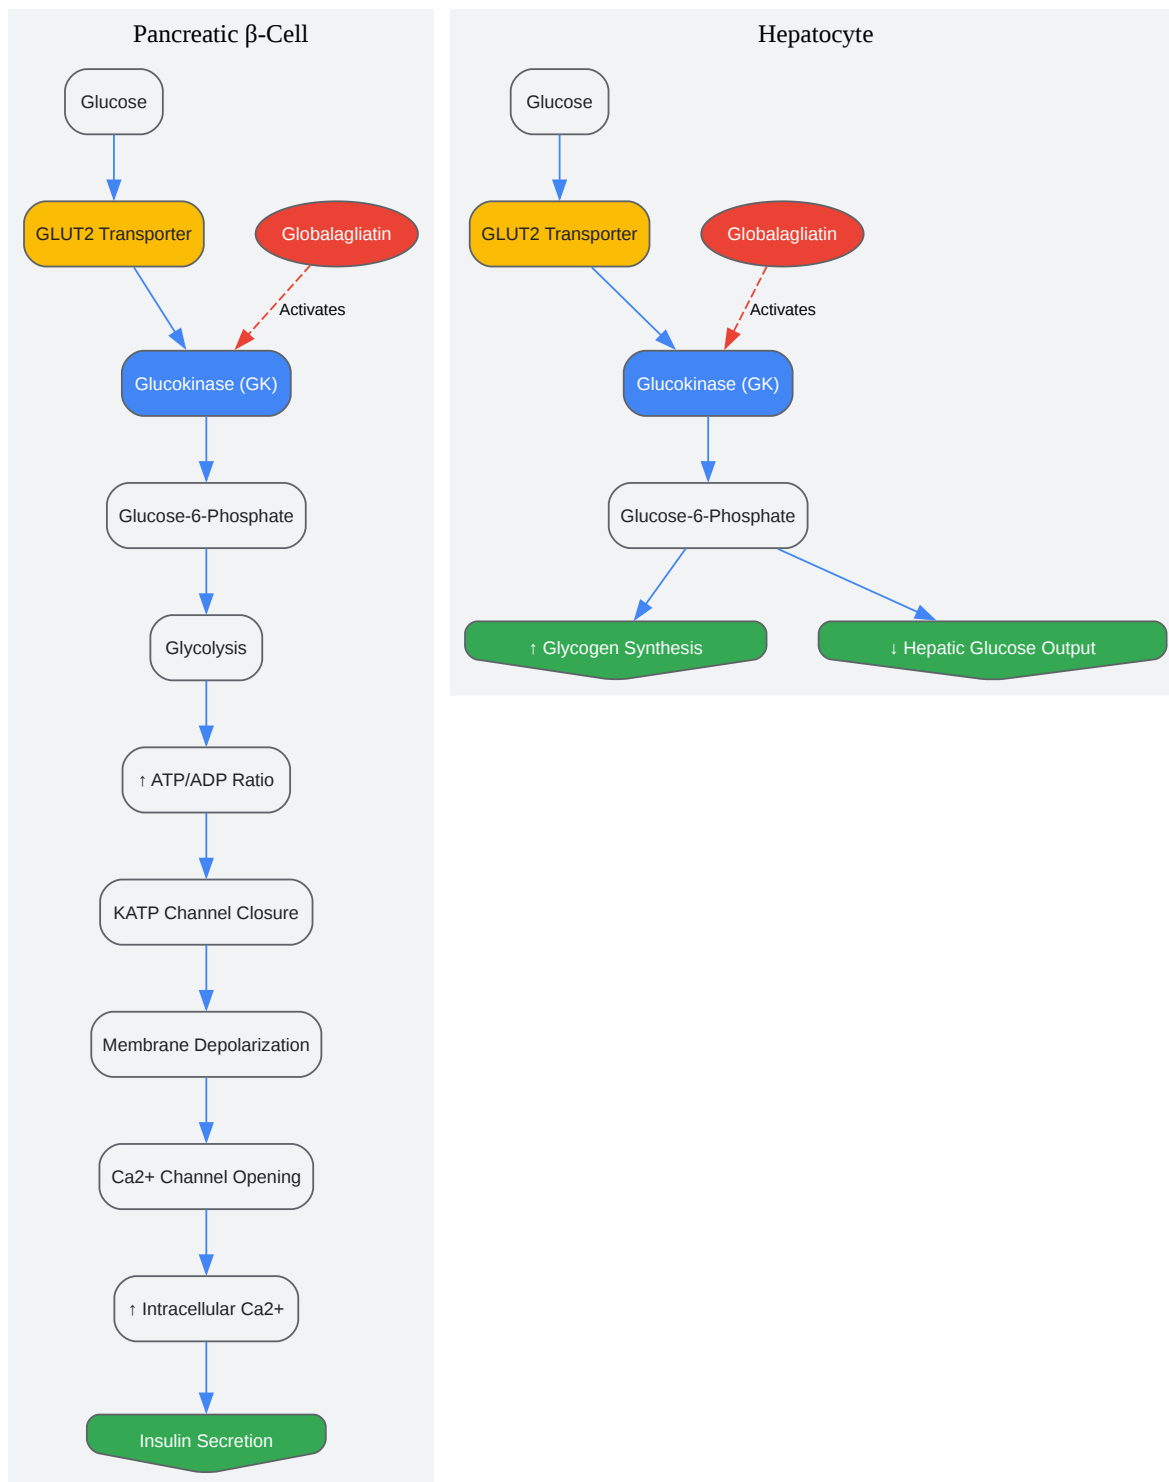 Pancreatic β-Cell
Glucose
GLUT2 Transporter
Globalagliatin
Activates
Glucokinase (GK)
Glucose-6-Phosphate
Glycolysis
↑ ATP/ADP Ratio
KATP Channel Closure
Membrane Depolarization
Ca2+ Channel Opening
↑ Intracellular Ca2+
Insulin Secretion
Hepatocyte
Glucose
GLUT2 Transporter
Globalagliatin
Activates
Glucokinase (GK)
Glucose-6-Phosphate
↑ Glycogen Synthesis
↓ Hepatic Glucose Output